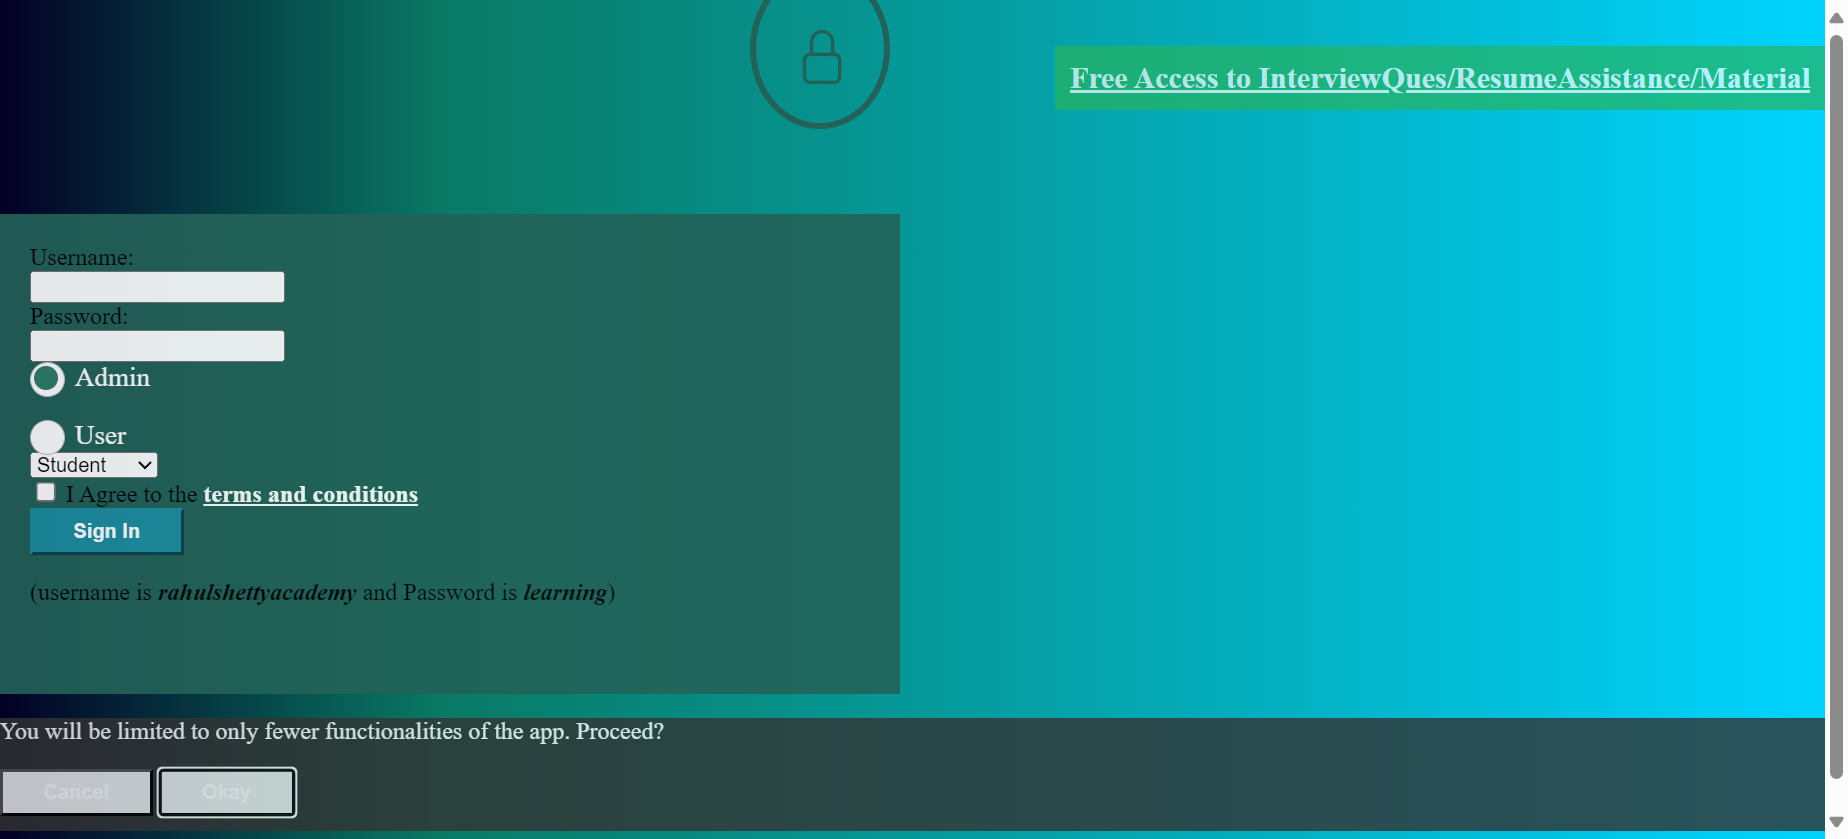 Free Access to InterviewQues/ResumeAssistance/Material
Username:
Password:
Admin
User
Student
I Agree to the terms and conditions
Sign In
(username is rahulshettyacademy and Password is learning)
You will be limited to only fewer functionalities of the app. Proceed?
Cancel Okay